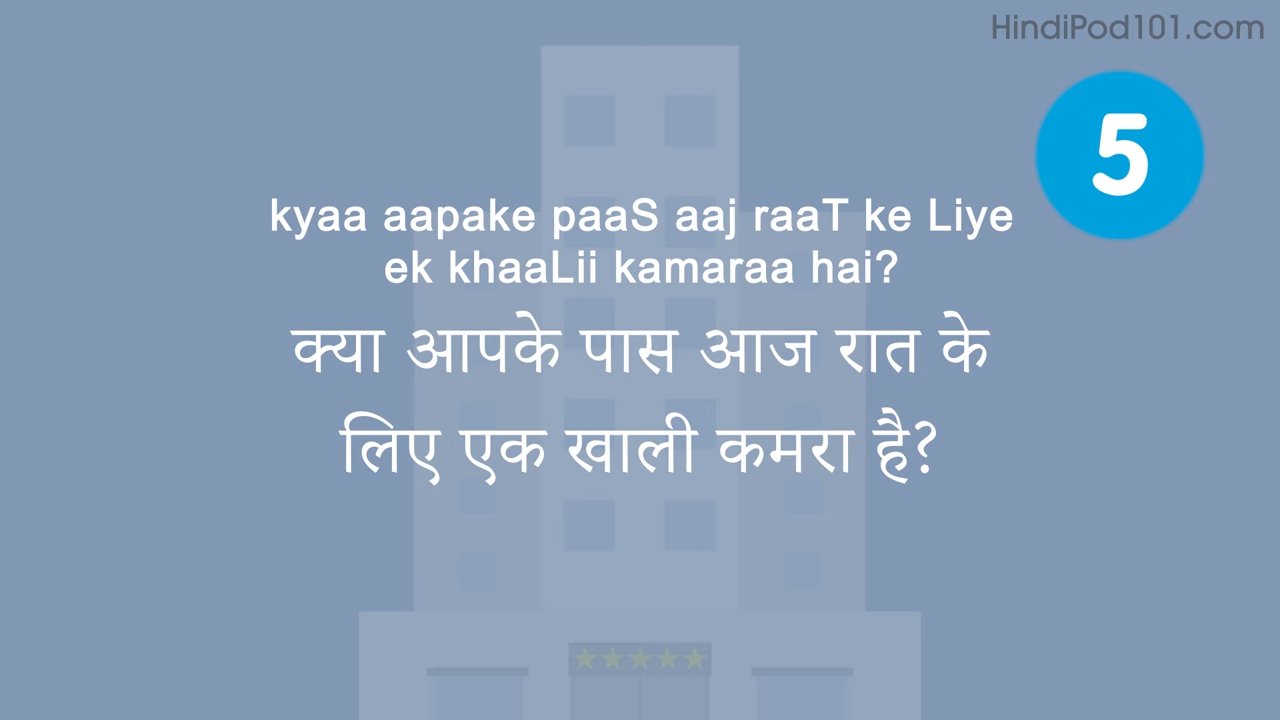 HindiPod101.com
5
kyaa aapake paaS aaj raaT ke Liye
ek khaaLii kamaraa hai?
क्या आपके पास आज रात के
लिए एक खाली कमरा है?